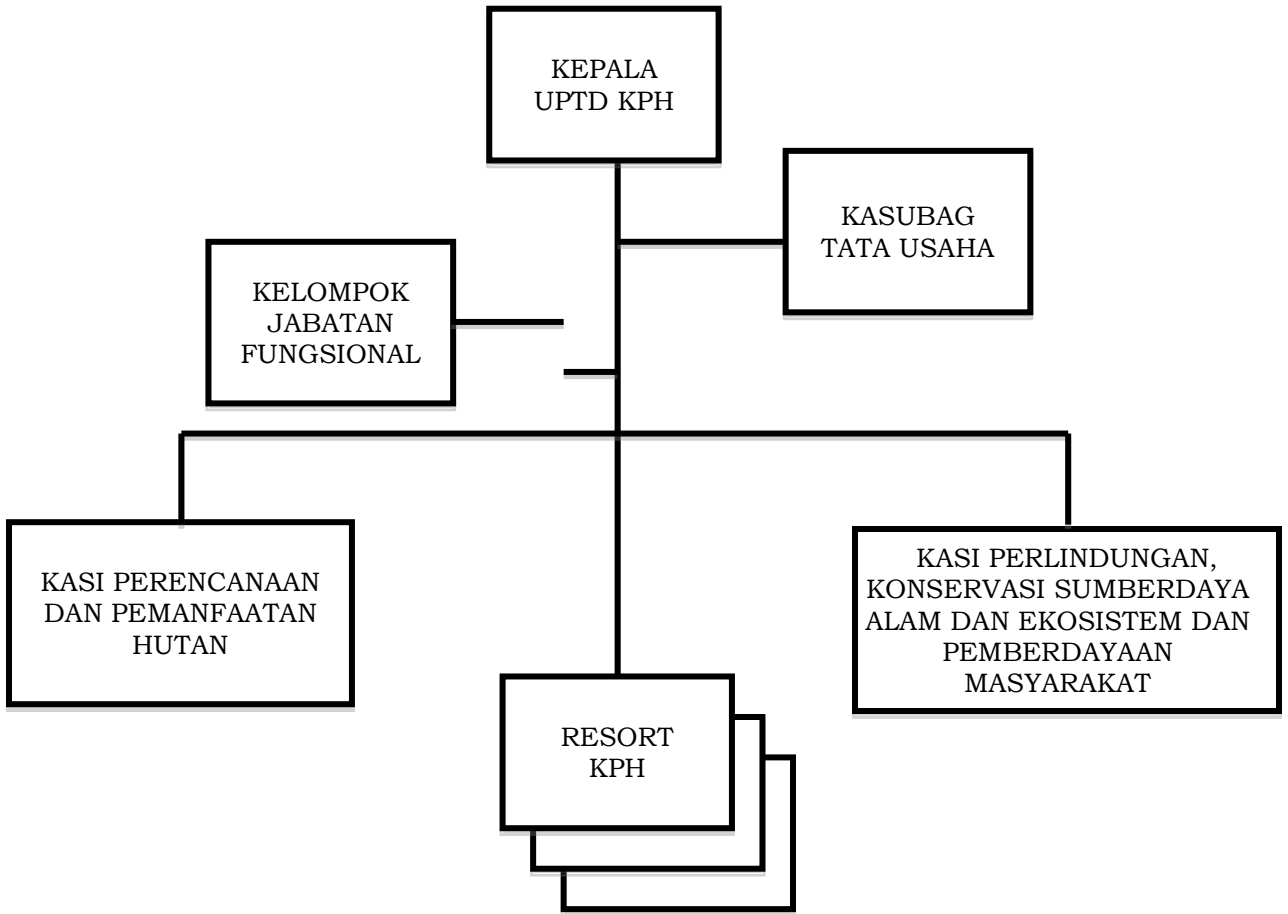 KEPALA
UPTD KPH
KASUBAG
TATA USAHA
KELOMPOK
JABATAN
FUNGSIONAL
KASI PERENCANAAN
DAN PEMANFAATAN
HUTAN
KASI PERLINDUNGAN,
KONSERVASI SUMBERDAYA
ALAM DAN EKOSISTEM DAN
PEMBERDAYAAN
MASYARAKAT
RESORT
KPH